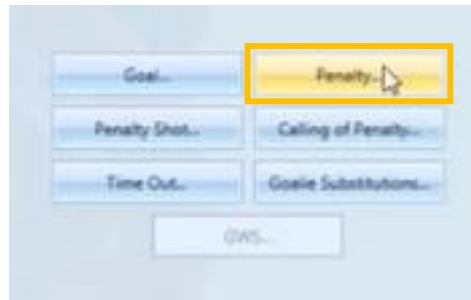 Goal... Penalty...
Penalty Shot... Calling of Penalty...
Time Out... Goalie Substitutions...
GWS...